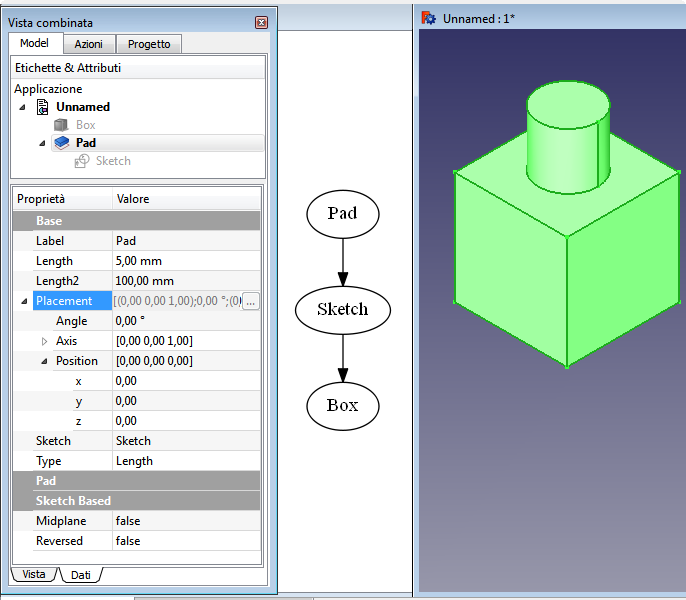 Vista combinata
Model Azioni Progetto
Etichette & Attributi
Applicazione
Unnamed
Box
Pad
Sketch
Proprietà Valore
Base
Label Pad
Length 5,00 mm
Length2 100,00 mm
Placement [(0,00 0,00 1,00);0,00 °;(0, ...
Angle 0,00 °
Axis [0,00 0,00 1,00]
Position [0,00 0,00 0,00]
x 0,00
y 0,00
z 0,00
Sketch Sketch
Type Length
Pad
Sketch Based
Midplane false
Reversed false
Vista Dati
Pad
Sketch
Box
Unnamed : 1*